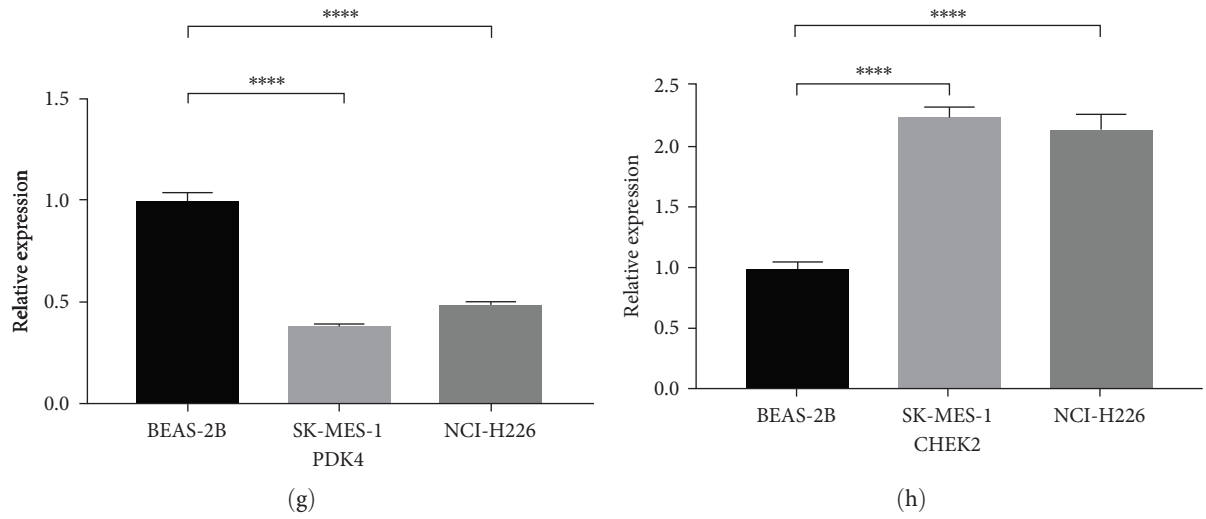 ****
****
1.5
1.0
0.5
0.0
Relative expression
BEAS-2B
SK-MES-1
NCI-H226
PDK4
(g)
****
****
2.5
2.0
1.5
1.0
0.5
0.0
Relative expression
BEAS-2B
SK-MES-1
NCI-H226
CHEK2
(h)